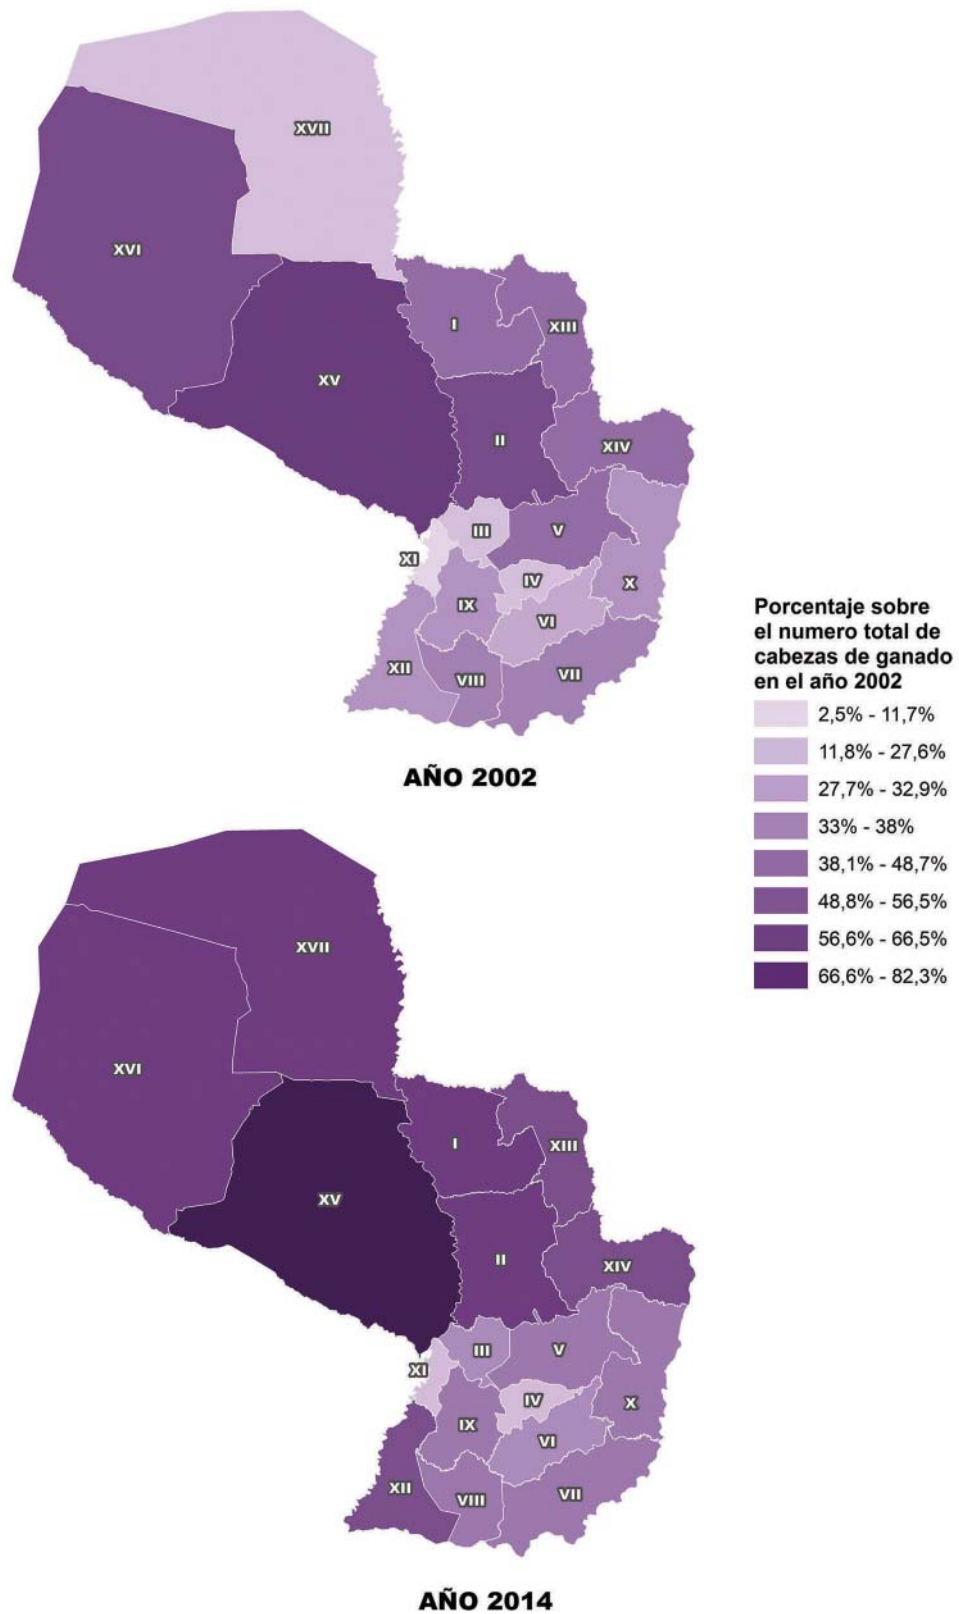 XVII
XVI
I
XIII
XV
II
XIV
III
V
XI
IV
X
IX
VI
XII
VIII
VII
AÑO 2002
Porcentaje sobre
el numero total de
cabezas de ganado
en el año 2002
2,5% - 11,7%
11,8% - 27,6%
27,7% - 32,9%
33% - 38%
38,1% - 48,7%
48,8% - 56,5%
56,6% - 66,5%
66,6% - 82,3%
XVII
XVI
I
XIII
XV
II
XIV
III
V
XI
IV
X
IX
VI
XII
VIII
VII
AÑO 2014